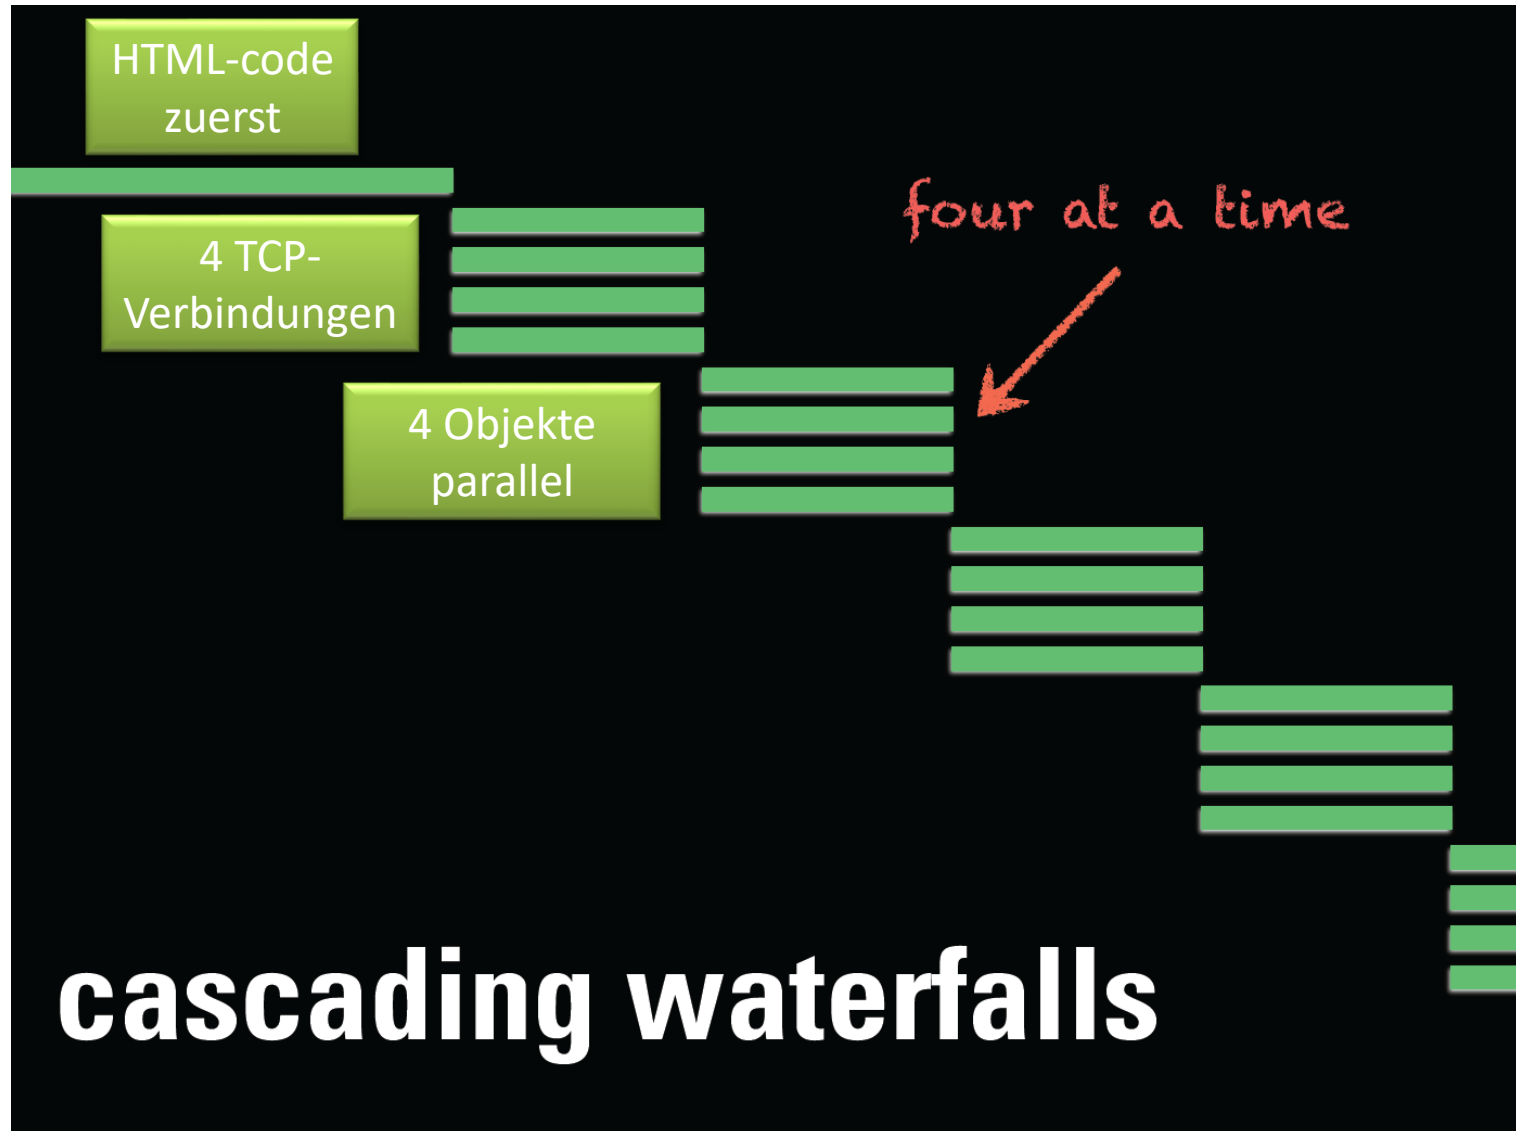 HTML-code
zuerst
four at a time
4 TCP-
Verbindungen
4 Objekte
parallel
cascading waterfalls